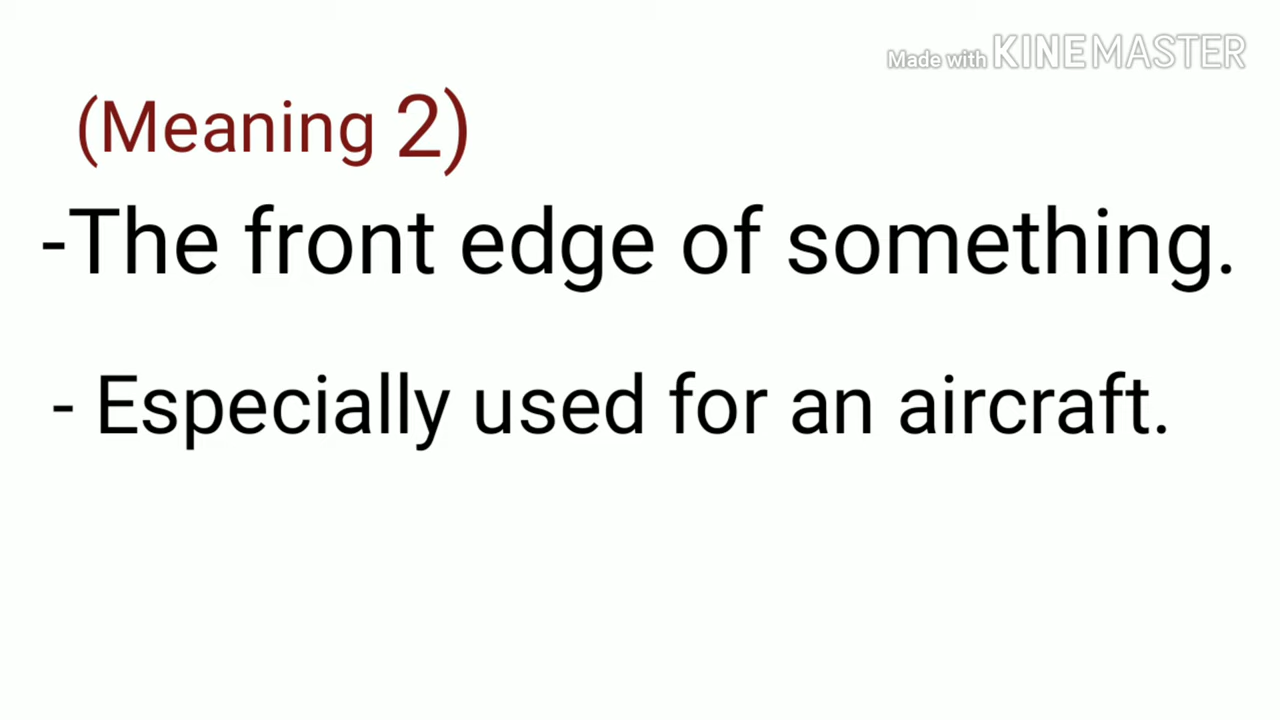 Made with KINEMASTER
(Meaning 2)
-The front edge of something.
- Especially used for an aircraft.